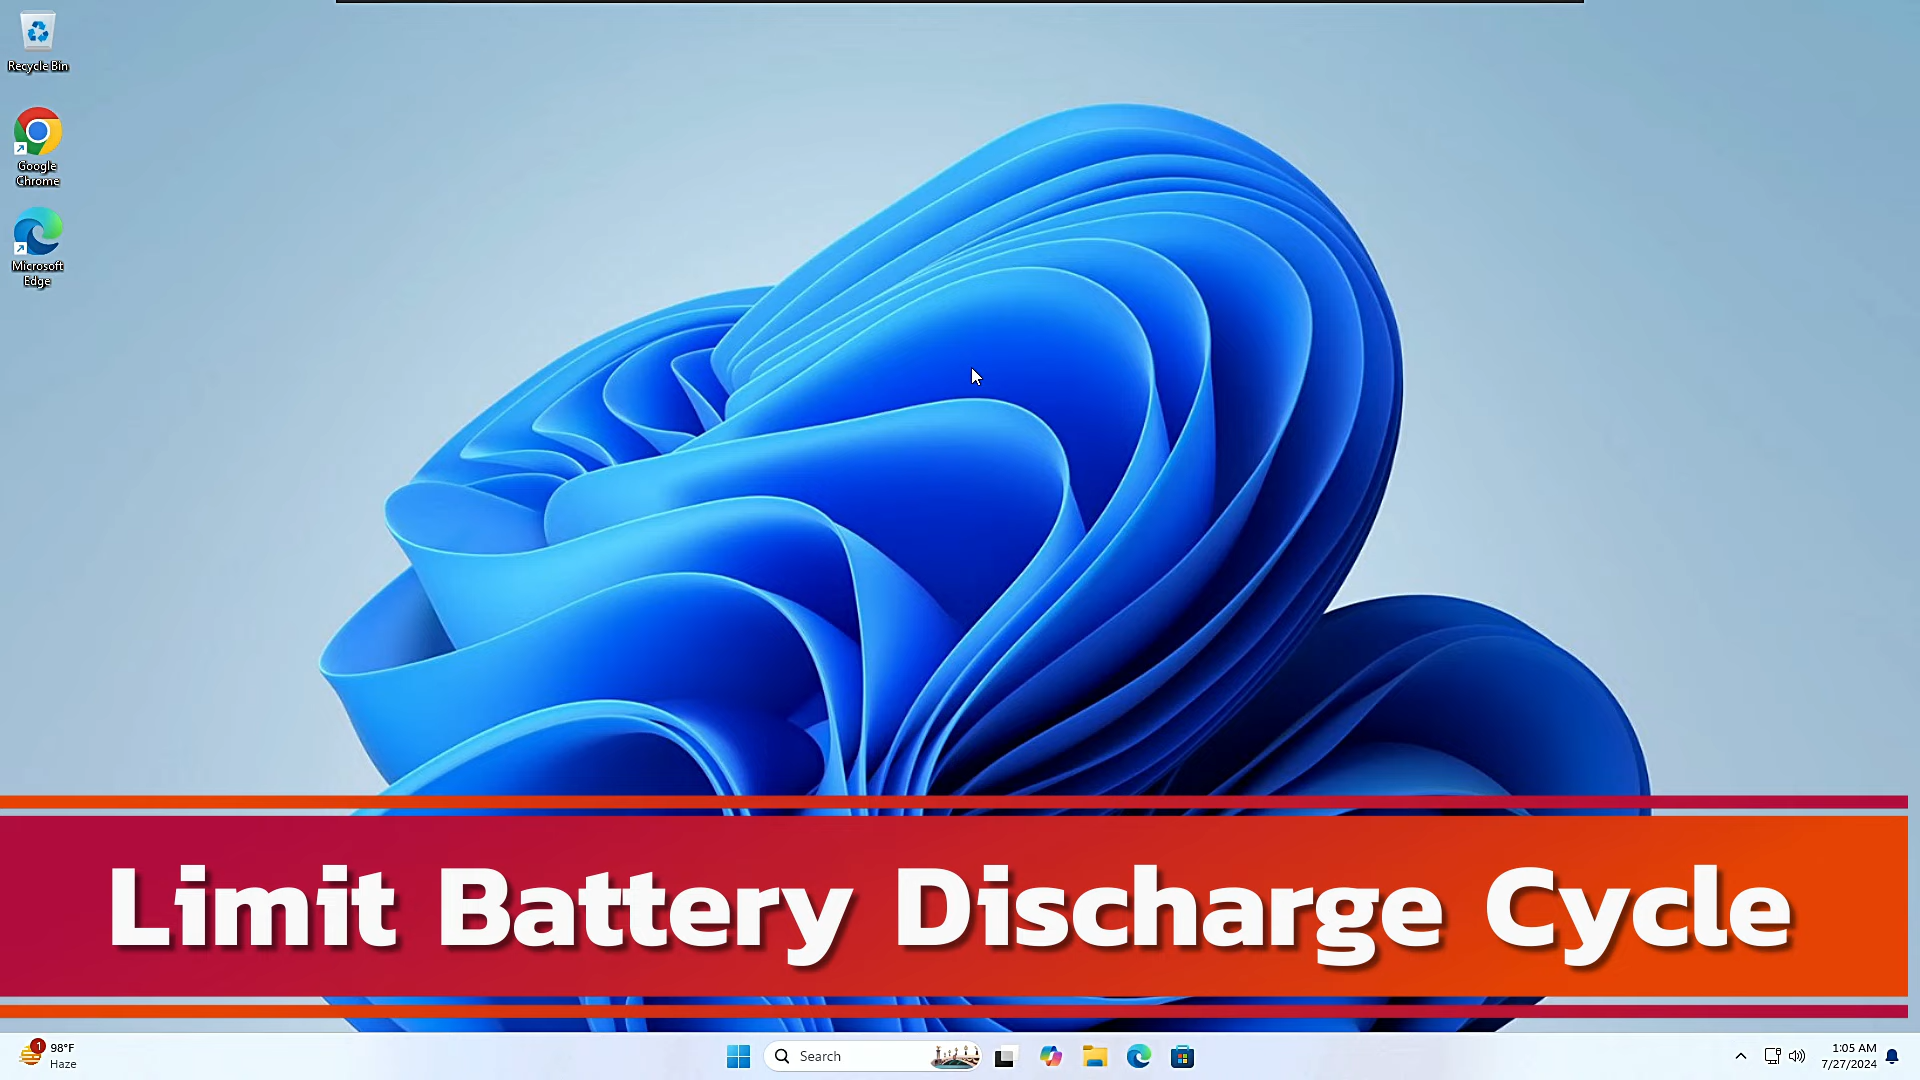 Recycle Bin
Google
Chrome
Microsoft
Edge
Limit Battery Discharge Cycle
1
98°F
Haze
Search
1:05 AM
7/27/2024